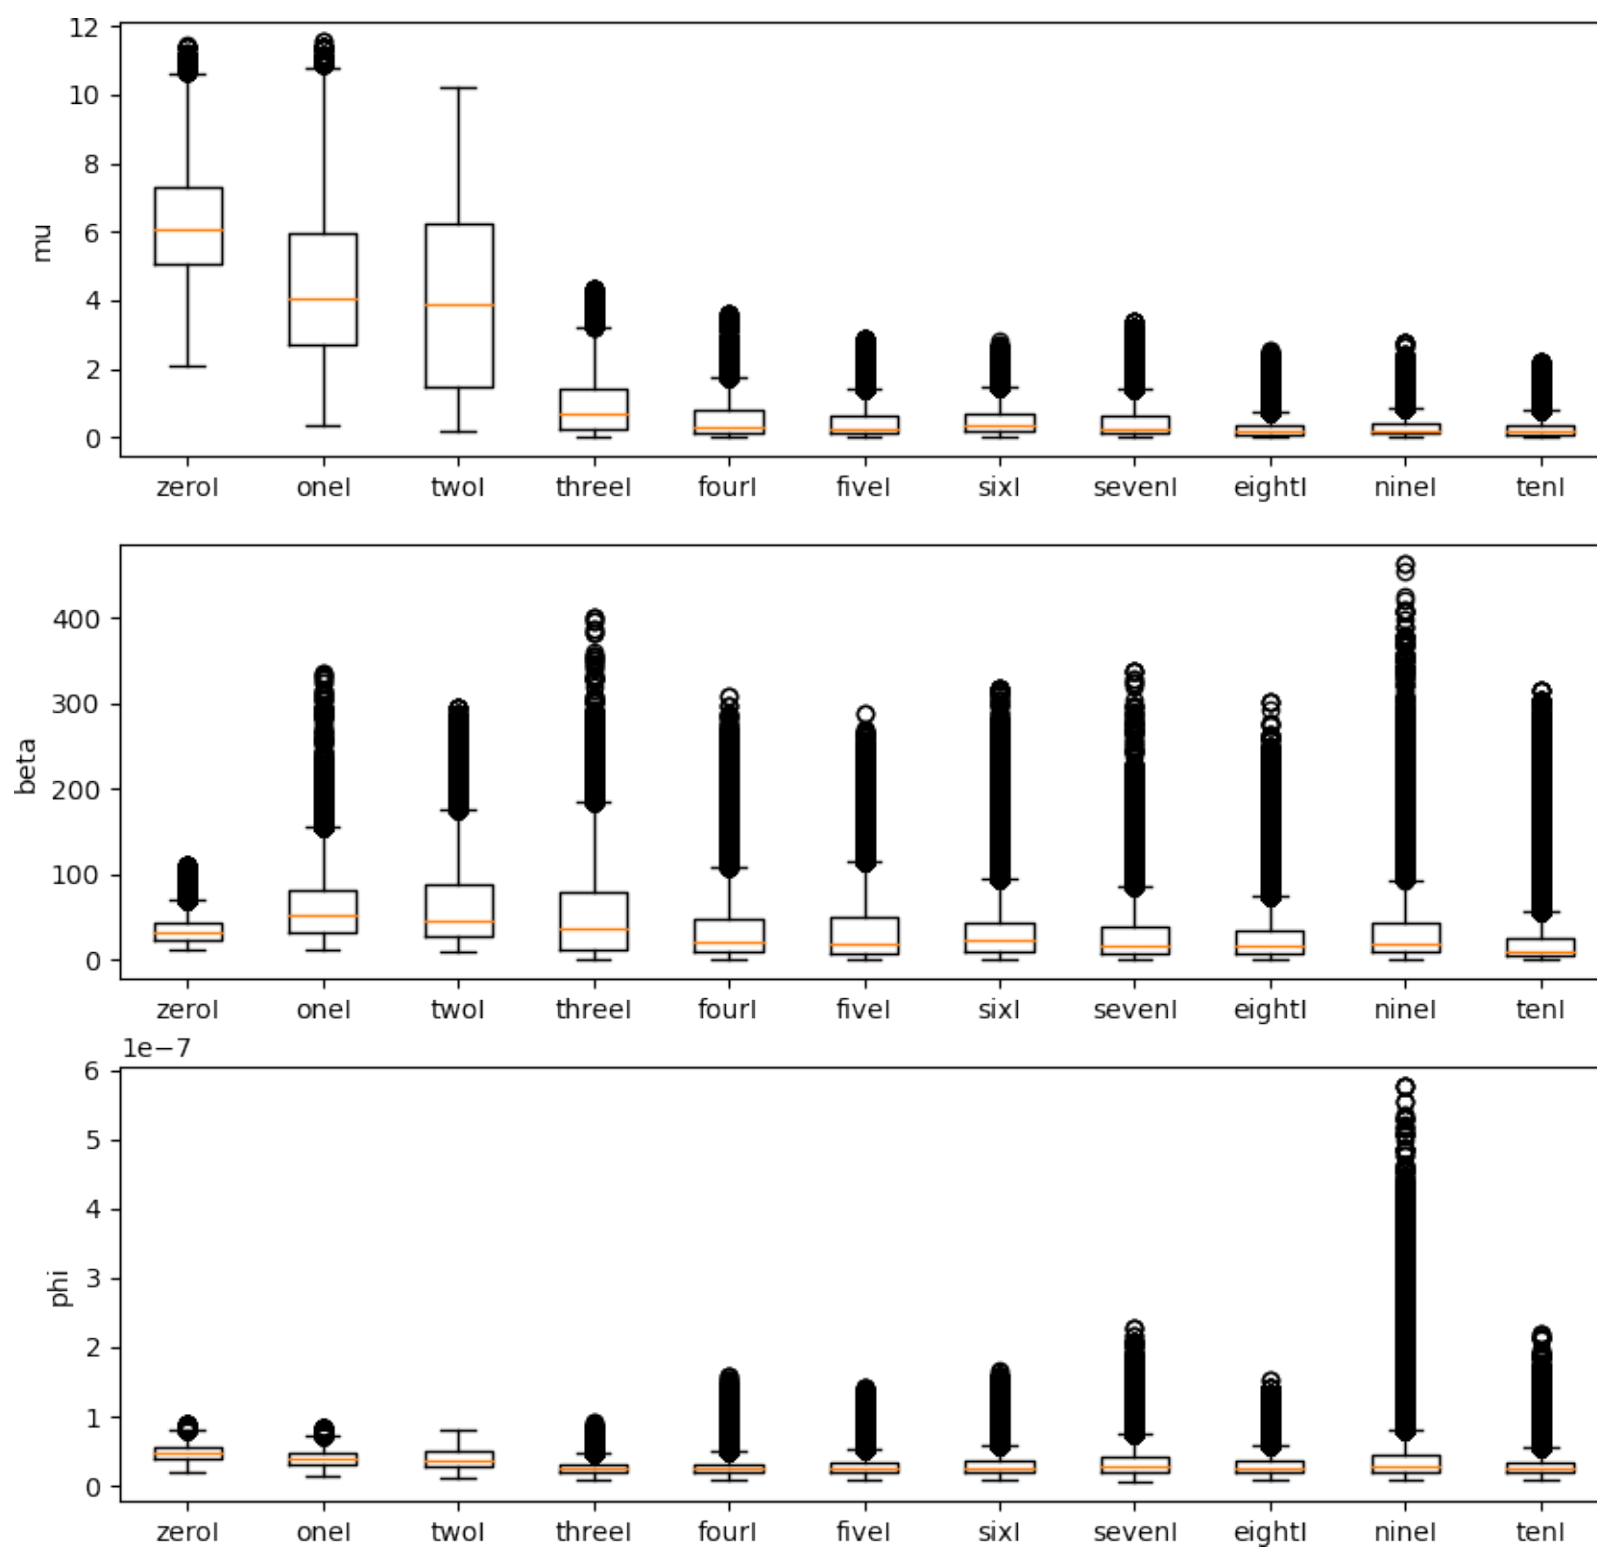 12
10
8
6
4
2
0
mu
zeroI oneI twoI threeI fourI fiveI sixI sevenI eightI nineI tenI
400
300
200
100
0
beta
zeroI oneI twoI threeI fourI fiveI sixI sevenI eightI nineI tenI
1e−7
6
5
4
3
2
1
0
phi
zeroI oneI twoI threeI fourI fiveI sixI sevenI eightI nineI tenI